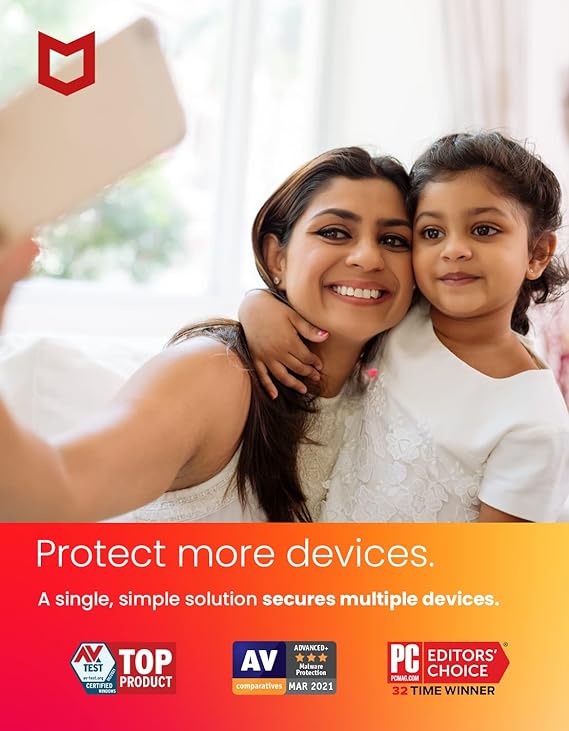 Protect more devices.
A single, simple solution secures multiple devices.
AV
TEST
av-test.org
CERTIFIED
WINDOWS
TOP
PRODUCT
AV
comparatives
ADVANCED+
Malware
Protection
MAR 2021
PC
PCMAG.COM
EDITORS'
CHOICE
®
32 TIME WINNER